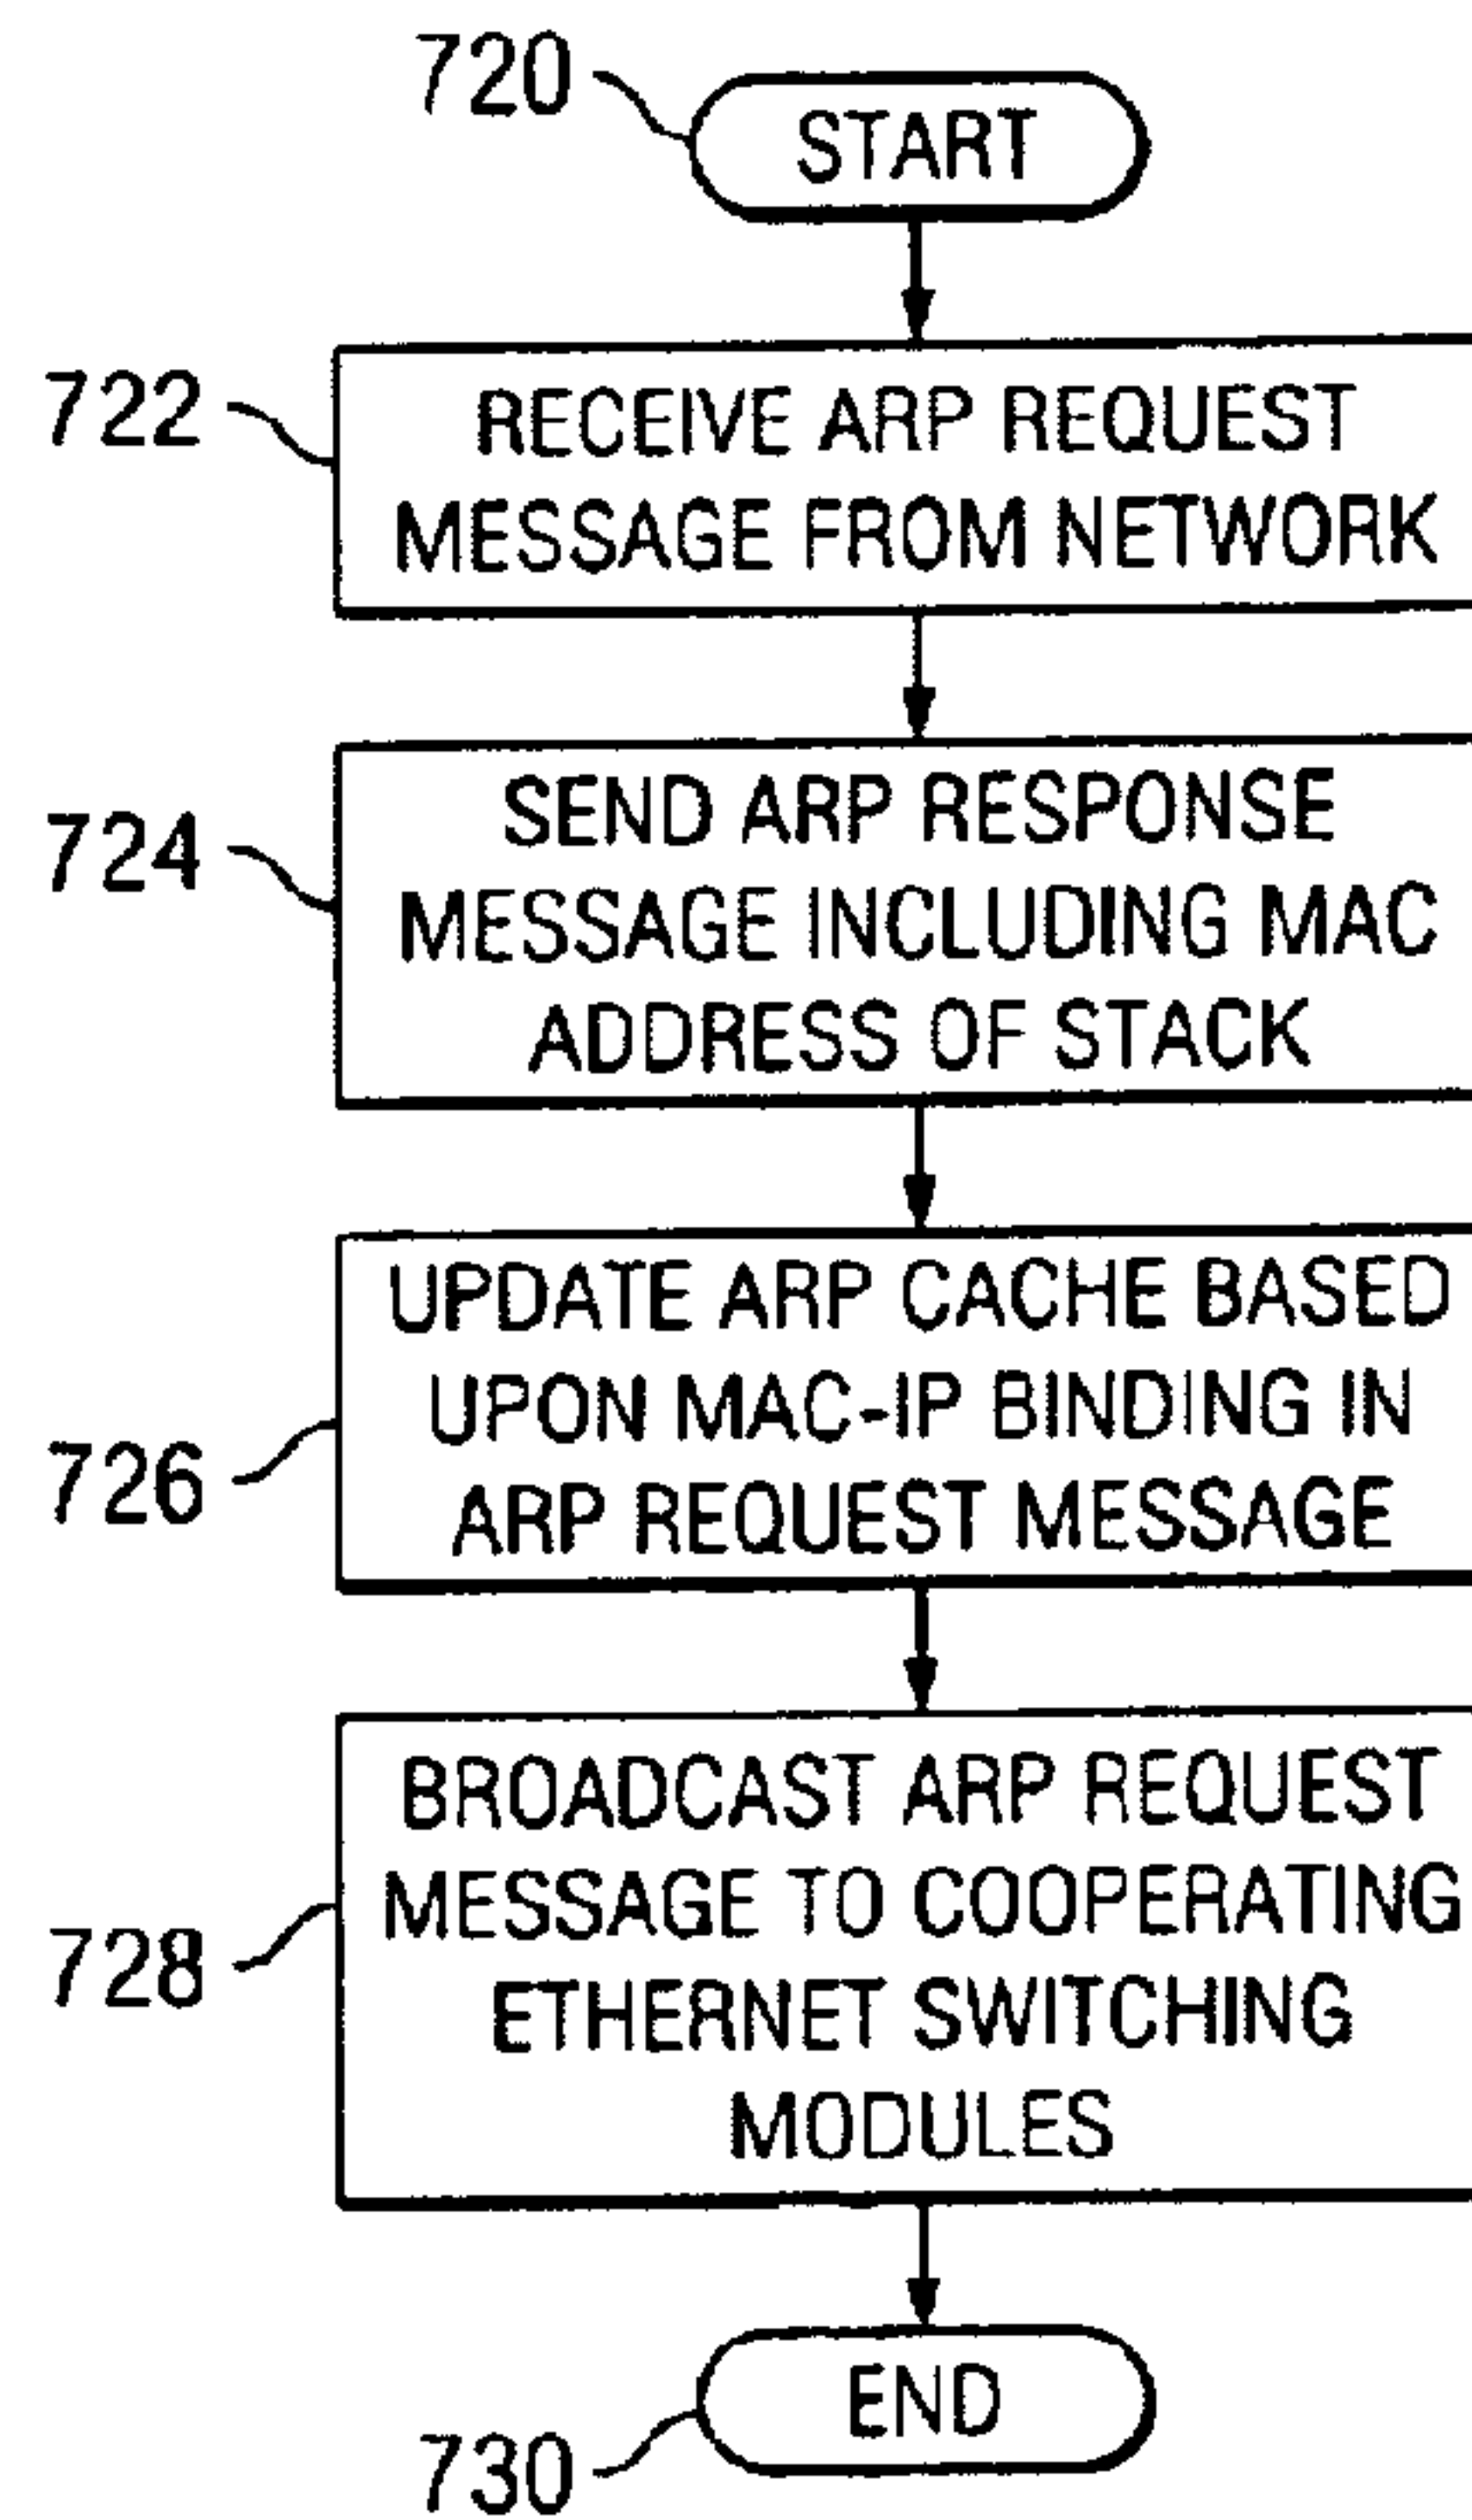 720
START
722
RECEIVE ARP REQUEST
MESSAGE FROM NETWORK
724
SEND ARP RESPONSE
MESSAGE INCLUDING MAC
ADDRESS OF STACK
726
UPDATE ARP CACHE BASED
UPON MAC-IP BINDING IN
ARP REQUEST MESSAGE
728
BROADCAST ARP REQUEST
MESSAGE TO COOPERATING
ETHERNET SWITCHING
MODULES
END
730